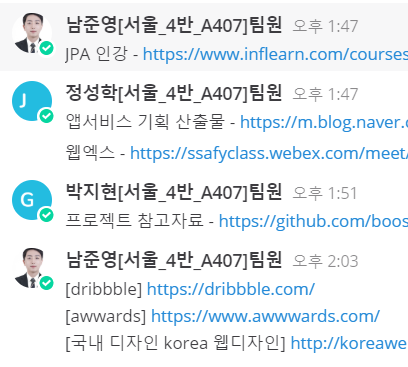 남준영[서울_4반_A407]팀원 오후 1:47
JPA 인강 - https://www.inflearn.com/courses
J 정성학[서울_4반_A407]팀원 오후 1:47
앱서비스 기획 산출물 - https://m.blog.naver.c
웹엑스 - https://ssafyclass.webex.com/meet/
G 박지현[서울_4반_A407]팀원 오후 1:51
프로젝트 참고자료 - https://github.com/boos
남준영[서울_4반_A407]팀원 오후 2:03
[dribbble] https://dribbble.com/
[awwards] https://www.awwwards.com/
[국내 디자인 korea 웹디자인] http://koreawe